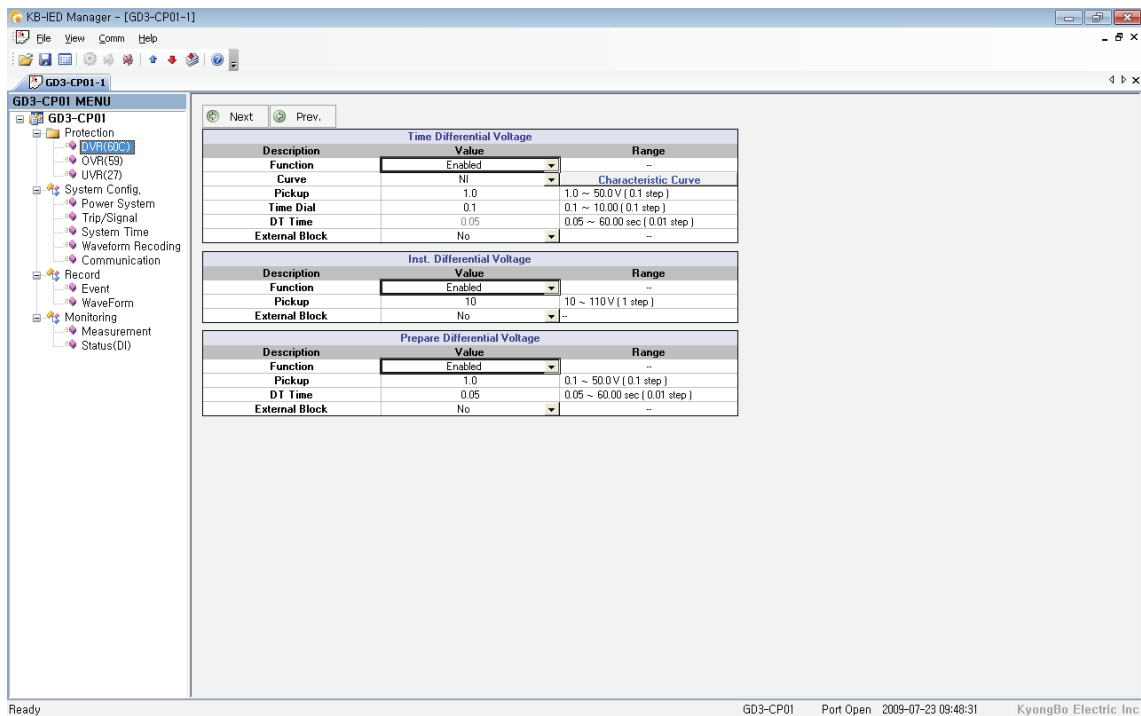 KB-IED Manager - [GD3-CP01-1]
File View Comm Help
GD3-CP01-1
GD3-CP01 MENU
GD3-CP01
Protection
DVR(60C)
OVR(59)
UVR(27)
System Config,
Power System
Trip/Signal
System Time
Waveform Recoding
Communication
Record
Event
WaveForm
Monitoring
Measurement
Status(DI)
Next Prev.
Time Differential Voltage
Description Value Range
Function Enabled --
Curve NI Characteristic Curve
Pickup 1.0 1.0 ~ 50.0 V ( 0.1 step )
Time Dial 0.1 0.1 ~ 10.00 ( 0.1 step )
DT Time 0.05 0.05 ~ 60.00 sec ( 0.01 step )
External Block No --
Inst. Differential Voltage
Description Value Range
Function Enabled --
Pickup 10 10 ~ 110 V ( 1 step )
External Block No --
Prepare Differential Voltage
Description Value Range
Function Enabled --
Pickup 1.0 0.1 ~ 50.0 V ( 0.1 step )
DT Time 0.05 0.05 ~ 60.00 sec ( 0.01 step )
External Block No --
Ready GD3-CP01 Port Open 2009-07-23 09:48:31 KyongBo Electric Inc